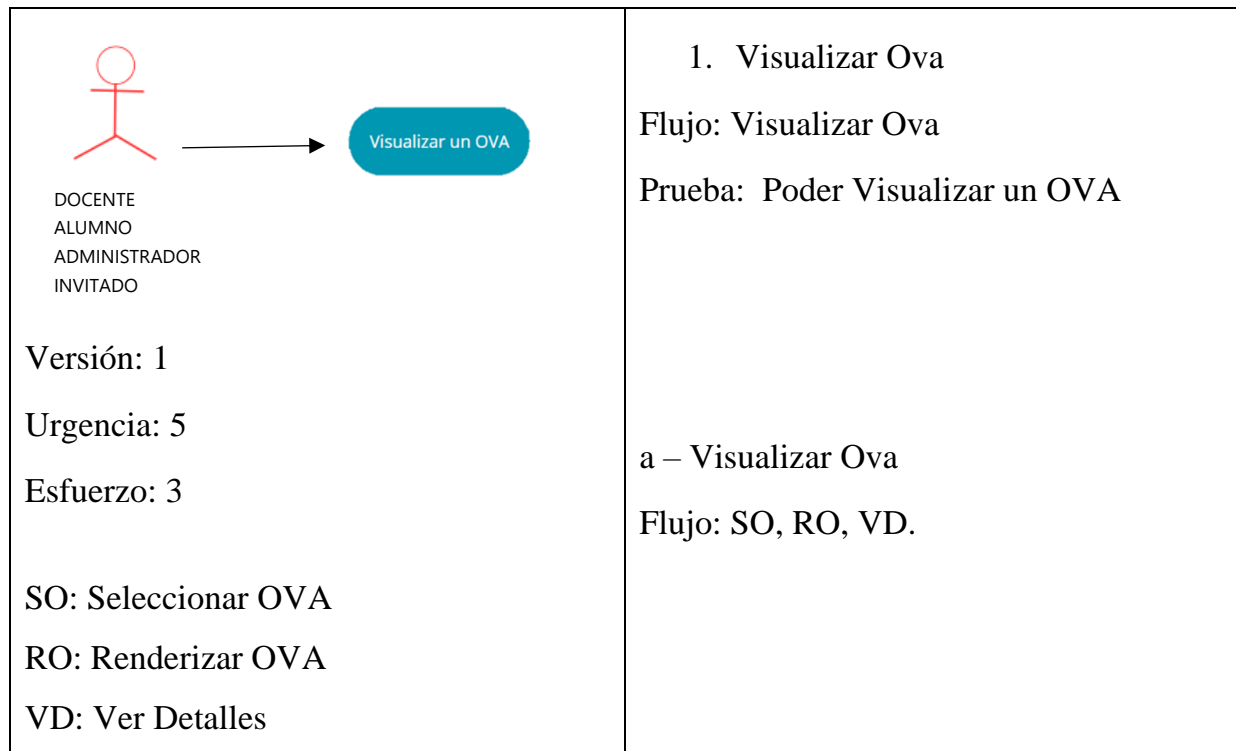 Visualizar un OVA
DOCENTE
ALUMNO
ADMINISTRADOR
INVITADO
Versión: 1
Urgencia: 5
Esfuerzo: 3
SO: Seleccionar OVA
RO: Renderizar OVA
VD: Ver Detalles
1. Visualizar Ova
Flujo: Visualizar Ova
Prueba: Poder Visualizar un OVA
a – Visualizar Ova
Flujo: SO, RO, VD.